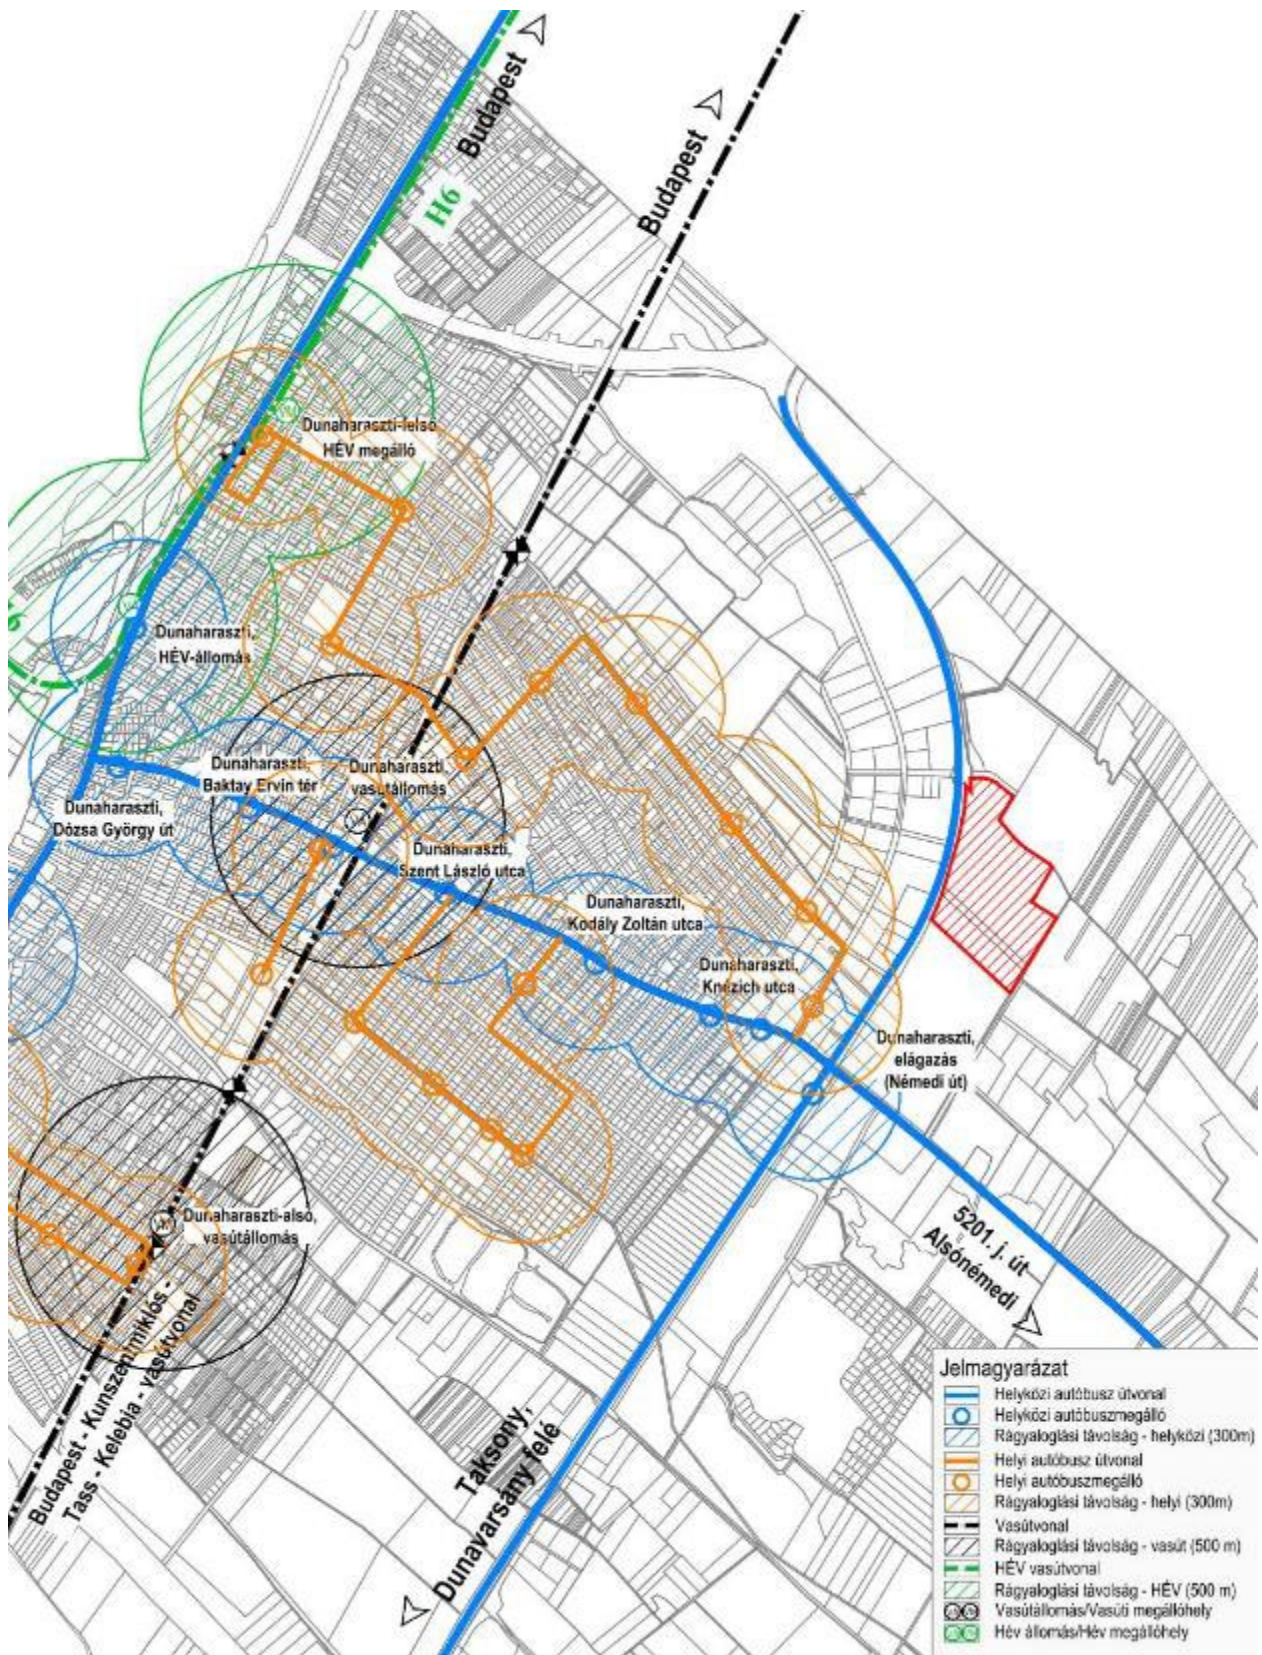 Budapest
Budapest
H6
Dunaharaszti-felső
HÉV megálló
Dunaharaszti,
HÉV-állomás
Dunaharaszti,
Baktay Ervin tér
Dunaharaszti
vasútállomás
Dunaharaszti,
Dózsa György út
Dunaharaszti,
Szent László utca
Dunaharaszti,
Kodály Zoltán utca
Dunaharaszti,
Knézich utca
Dunaharaszti,
elágazás
(Némedi út)
5201. j. út
Alsónémedi
Dunaharaszti-alsó,
vasútállomás
Budapest - Kunszentmiklós -
Tass - Kelebia - vasútvonal
Taksony,
Dunavarsány felé
Jelmagyarázat
Helyközi autóbusz útvonal
Helyközi autóbuszmegálló
Rágyaloglási távolság - helyközi (300m)
Helyi autóbusz útvonal
Helyi autóbuszmegálló
Rágyaloglási távolság - helyi (300m)
Vasútvonal
Rágyaloglási távolság - vasút (500 m)
HÉV vasútvonal
Rágyaloglási távolság - HÉV (500 m)
Vasútállomás/Vasúti megállóhely
Hév állomás/Hév megállóhely